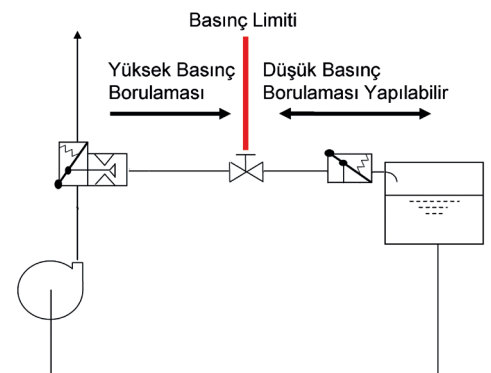 Basınç Limiti
Yüksek Basınç
Borulaması
Düşük Basınç
Borulaması Yapılabilir